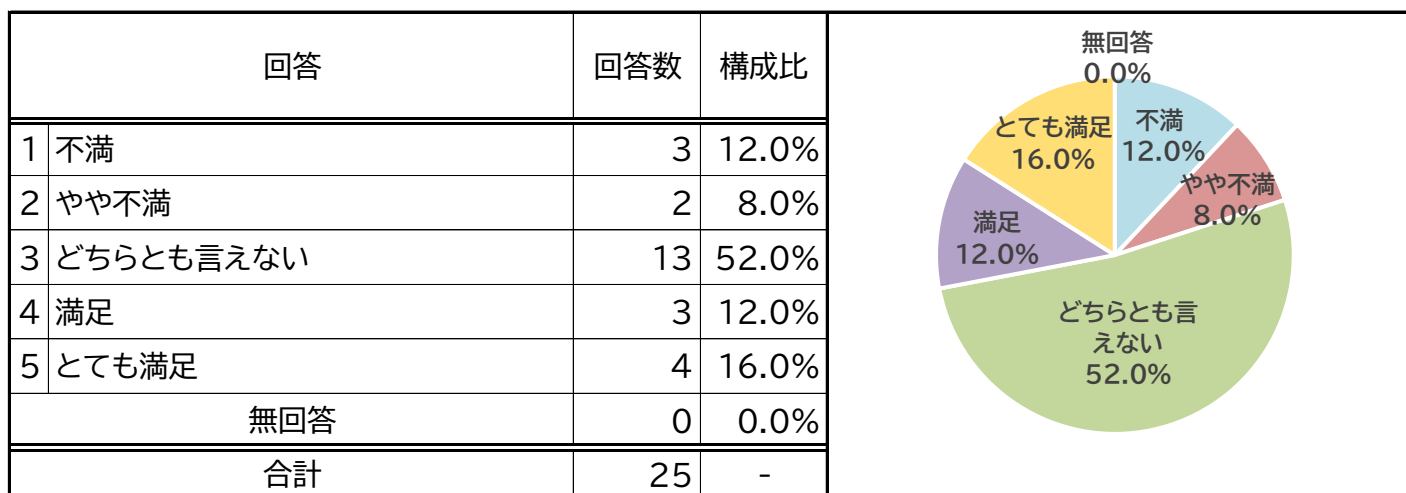 回答 回答数 構成比
1 不満 3 12.0%
2 やや不満 2 8.0%
3 どちらとも言えない 13 52.0%
4 満足 3 12.0%
5 とても満足 4 16.0%
無回答 0 0.0%
合計 25 -
無回答
0.0%
不満
12.0%
やや不満
8.0%
どちらとも言
えない
52.0%
満足
12.0%
とても満足
16.0%